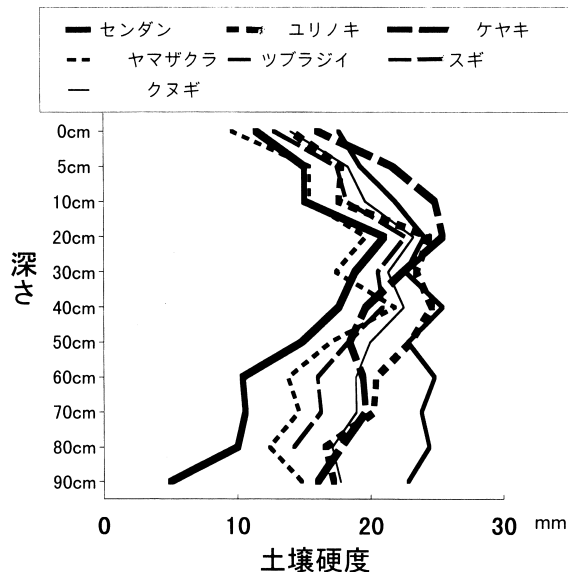 センダン ユリノキ ケヤキ
ヤマザクラ ツブラジイ スギ
クヌギ
0cm
5cm
10cm
20cm
30cm
40cm
50cm
60cm
70cm
80cm
90cm
深さ
0 10 20 30 mm
土壌硬度